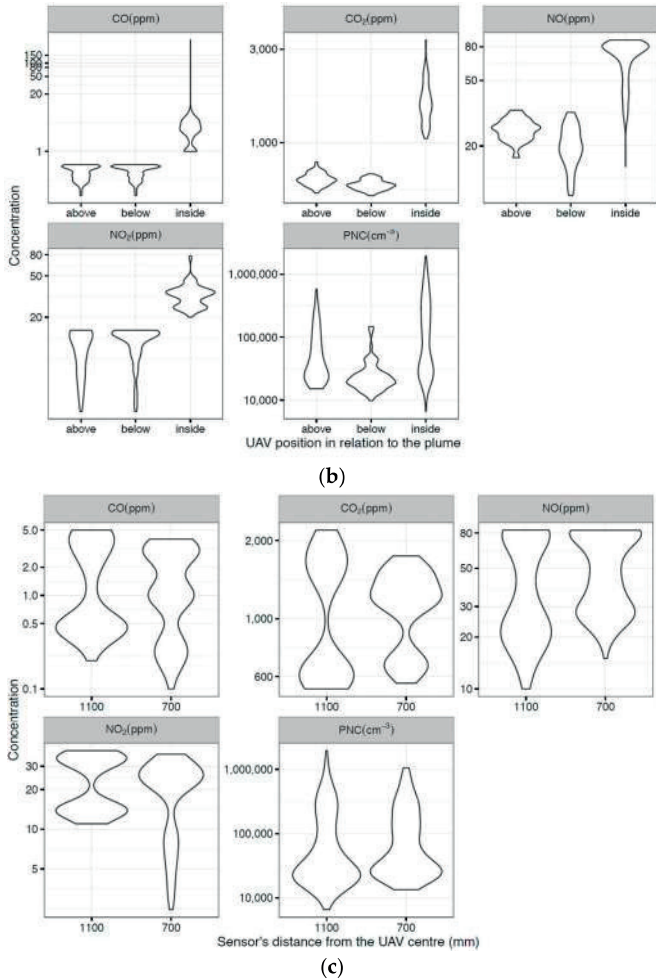 CO(ppm)
CO₂(ppm)
NO(ppm)
150
100
80
50
20
1
3,000
1,000
80
50
20
above
below
inside
above
below
inside
above
below
inside
Concentration
NO₂(ppm)
PNC(cm⁻³)
80
50
20
1,000,000
100,000
10,000
above
below
inside
above
below
inside
UAV position in relation to the plume
(b)
CO(ppm)
CO₂(ppm)
NO(ppm)
5.0
2.0
1.0
0.5
0.1
2,000
1,000
600
80
50
30
20
10
1100
700
1100
700
1100
700
Concentration
NO₂(ppm)
PNC(cm⁻³)
30
20
10
5
1,000,000
100,000
10,000
1100
700
1100
700
Sensor's distance from the UAV centre (mm)
(c)